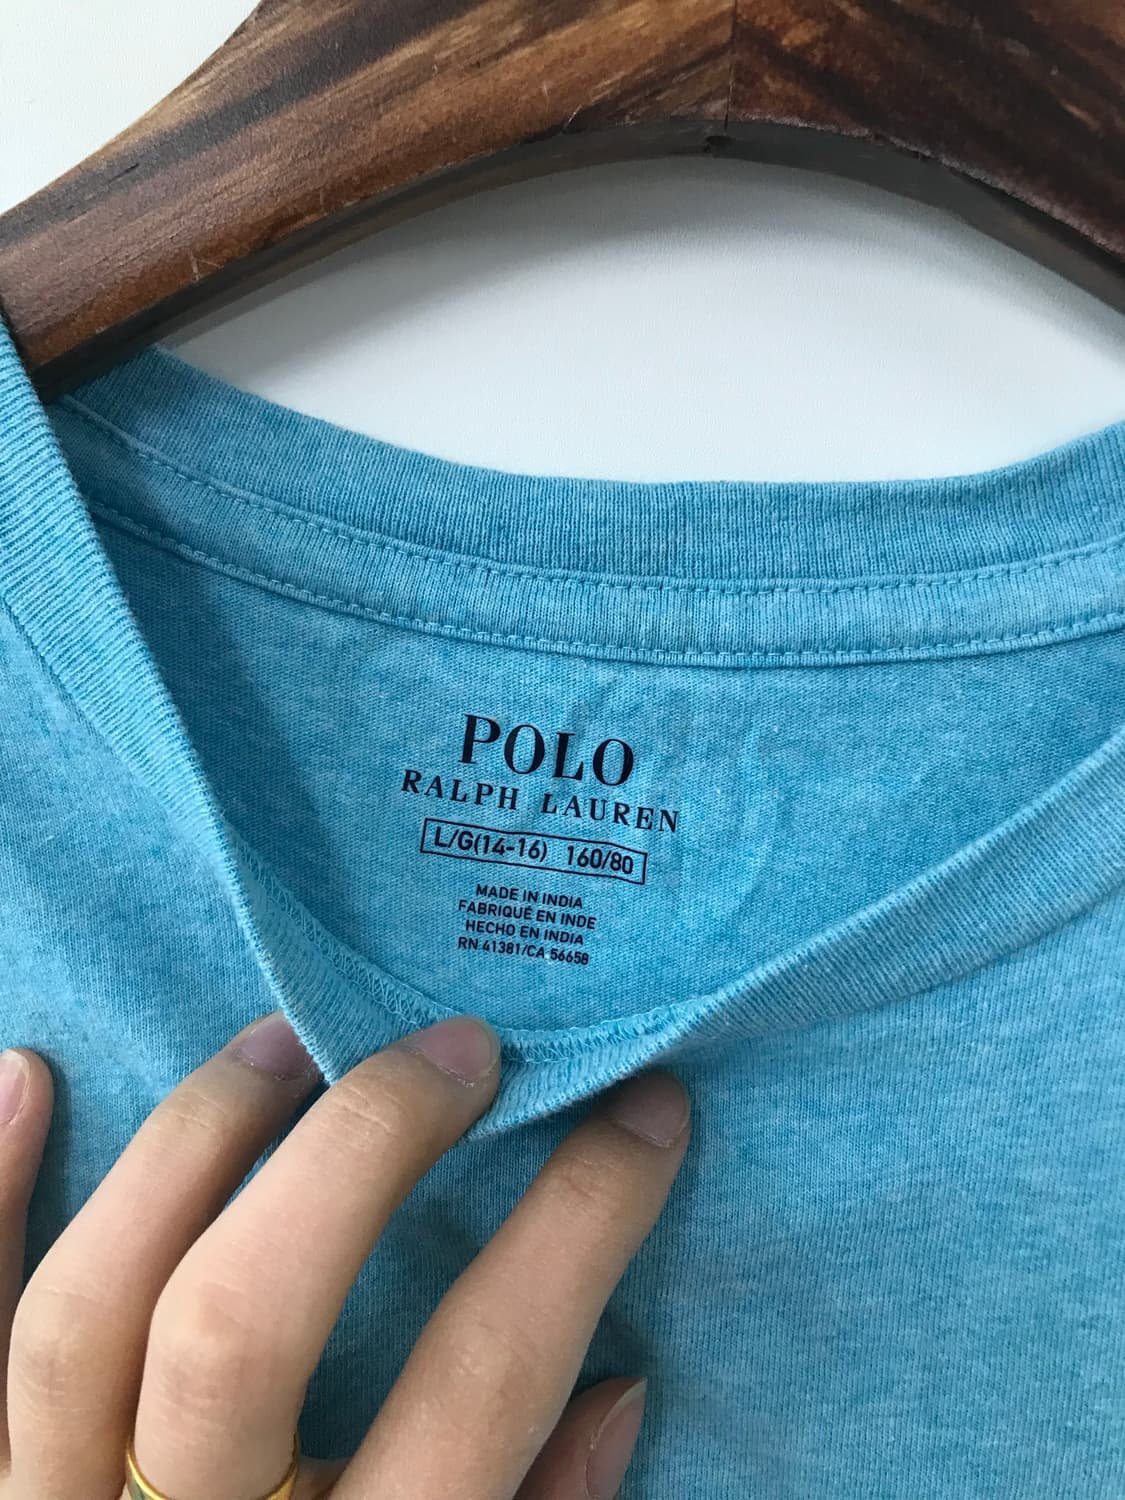 POLO
RALPH LAUREN
L/G(14-16) 160/80
MADE IN INDIA
FABRIQUÉ EN INDE
HECHO EN INDIA
RN 41381/CA 56658